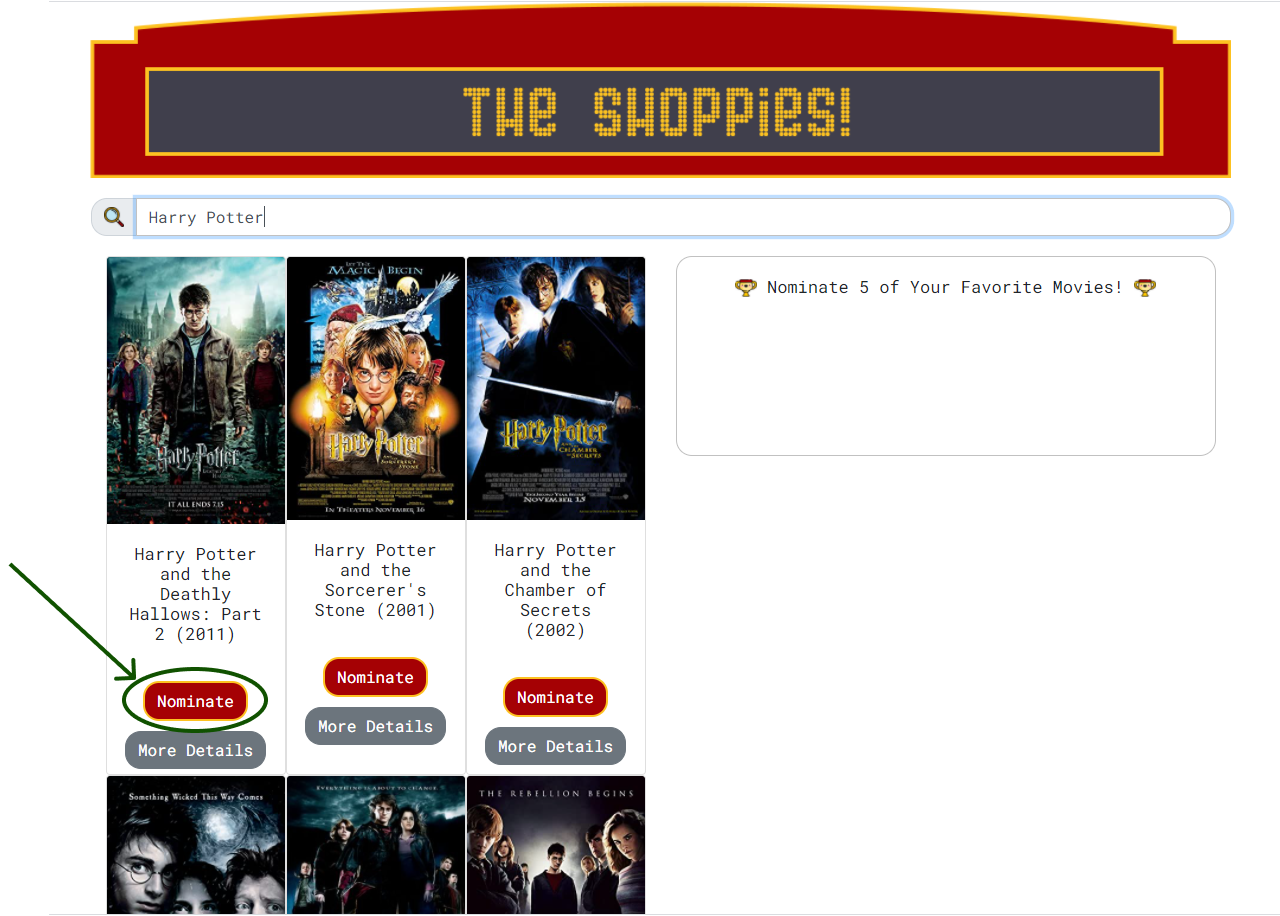 THe SHOPPies!
Harry Potter
Nominate 5 of Your Favorite Movies!
Harry Potter
AND THE DEATHLY HALLOWS
IT ALL ENDS 7.15
Harry Potter
and the
Deathly
Hallows: Part
2 (2011)
Nominate
More Details
LET THE
MAGIC BEGIN
Harry Potter
AND THE SORCERER'S STONE
IN THEATERS NOVEMBER 16
Harry Potter
and the
Sorcerer's
Stone (2001)
Nominate
More Details
Harry Potter
AND THE
CHAMBER
OF SECRETS
NOVEMBER 15
Harry Potter
and the
Chamber of
Secrets
(2002)
Nominate
More Details
SOMETHING WICKED THIS WAY COMES
EVERYTHING IS ABOUT TO CHANGE
THE REBELLION BEGINS